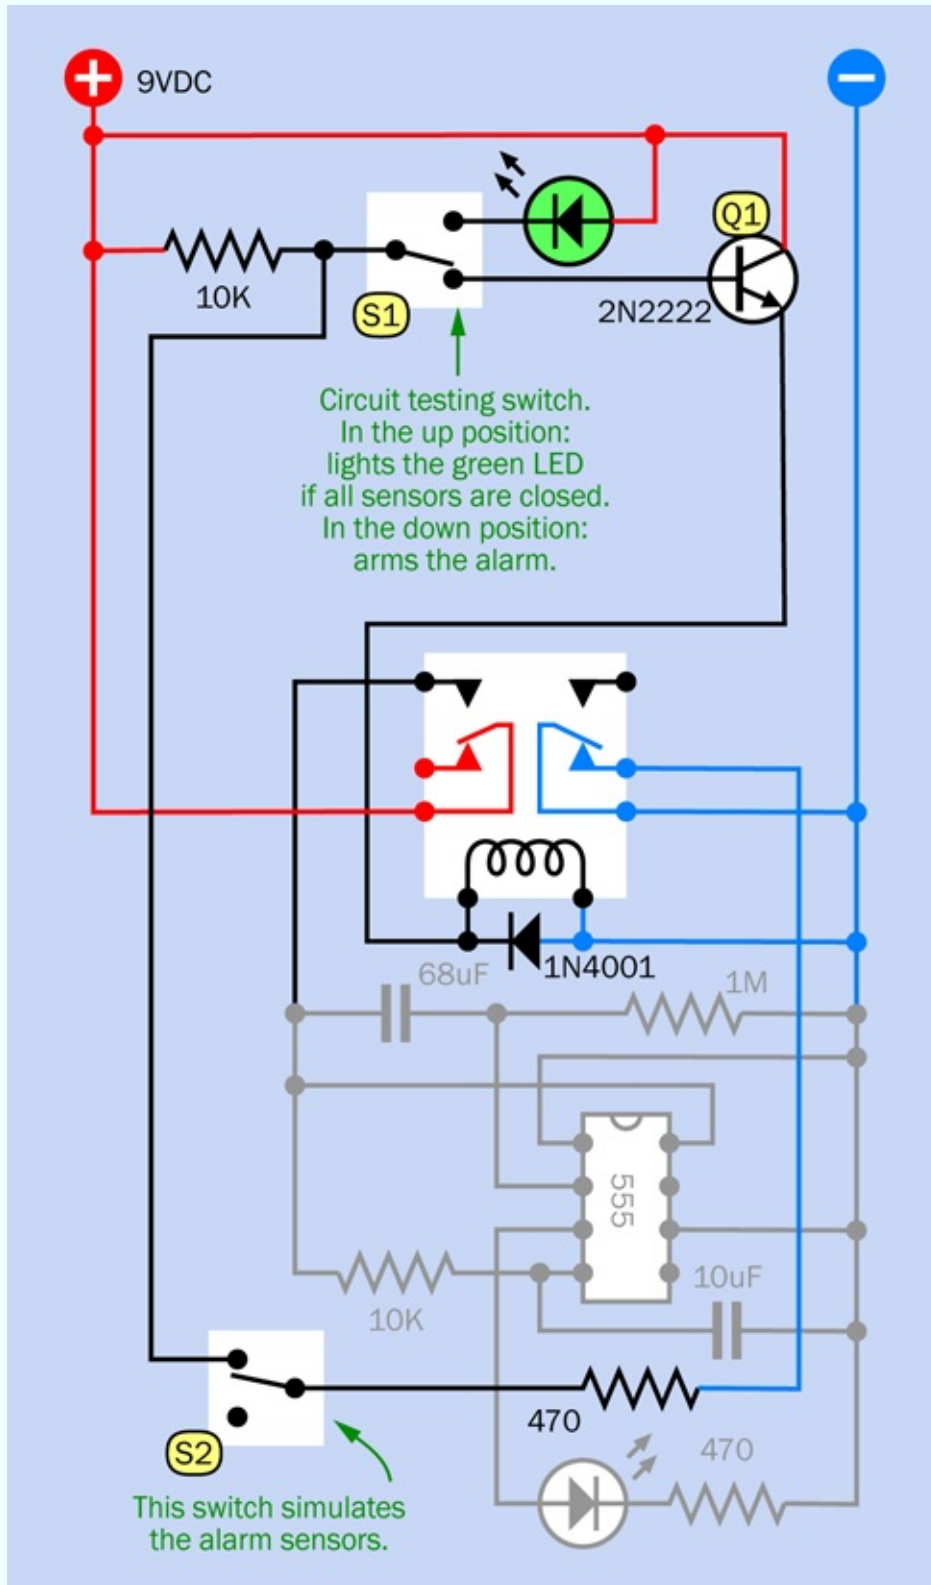 9VDC
Q1
10K
S1
2N2222
Circuit testing switch.
In the up position:
lights the green LED
if all sensors are closed.
In the down position:
arms the alarm.
68uF
1N4001
1M
555
10uF
10K
470
S2
470
This switch simulates
the alarm sensors.